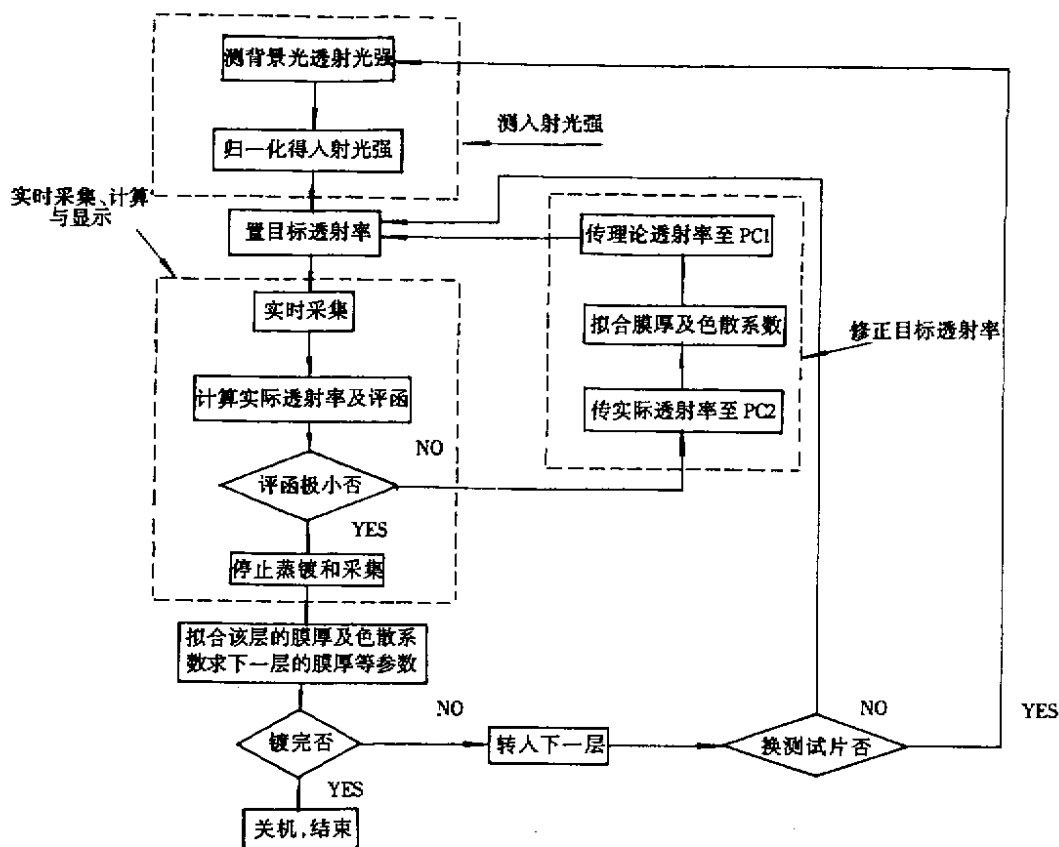 测背景光透射光强
测入射光强
归一化得入射光强
实时采集、计算
与显示
置目标透射率
传理论透射率至 PC1
实时采集
拟合膜厚及色散系数
修正目标透射率
计算实际透射率及评函
传实际透射率至 PC2
NO
评函极小否
YES
停止蒸镀和采集
拟合该层的膜厚及色散系
数求下一层的膜厚等参数
NO
NO
YES
镀完否
转入下一层
换测试片否
YES
关机,结束